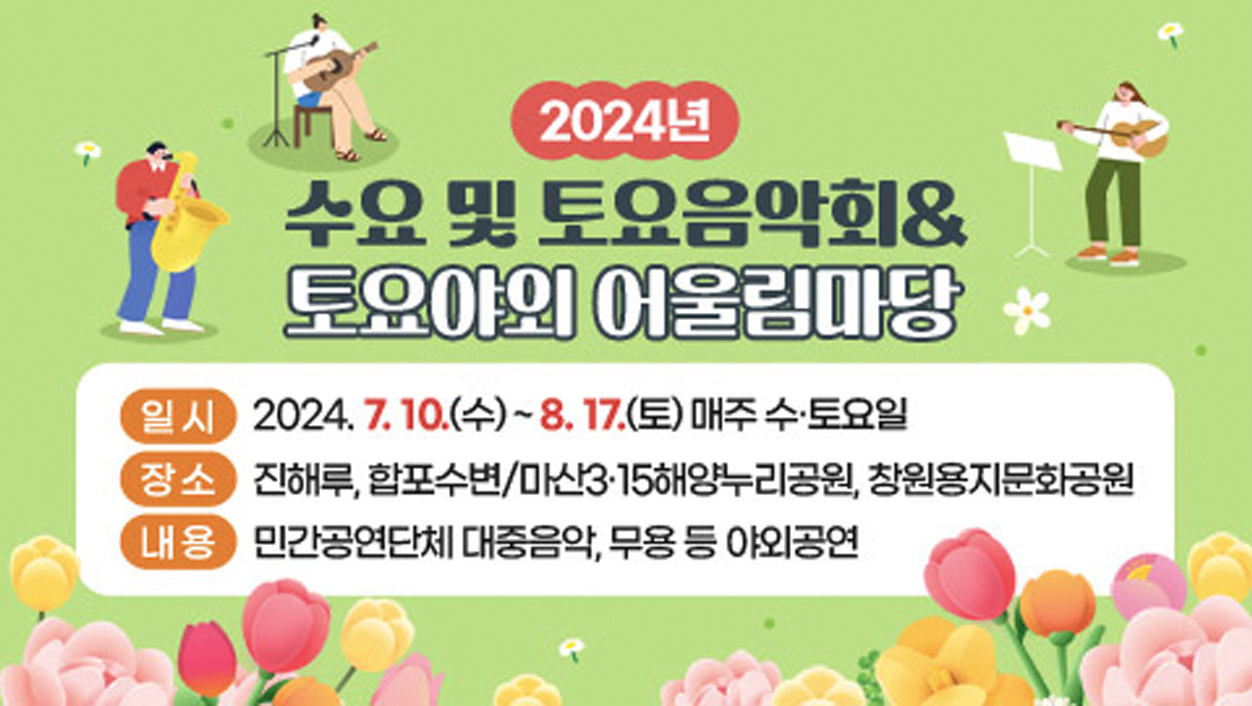 2024년
수요 및 토요음악회&
토요야외 어울림마당
일시 2024. 7. 10.(수) ~ 8. 17.(토) 매주 수·토요일
장소 진해루, 합포수변/마산3·15해양누리공원, 창원용지문화공원
내용 민간공연단체 대중음악, 무용 등 야외공연